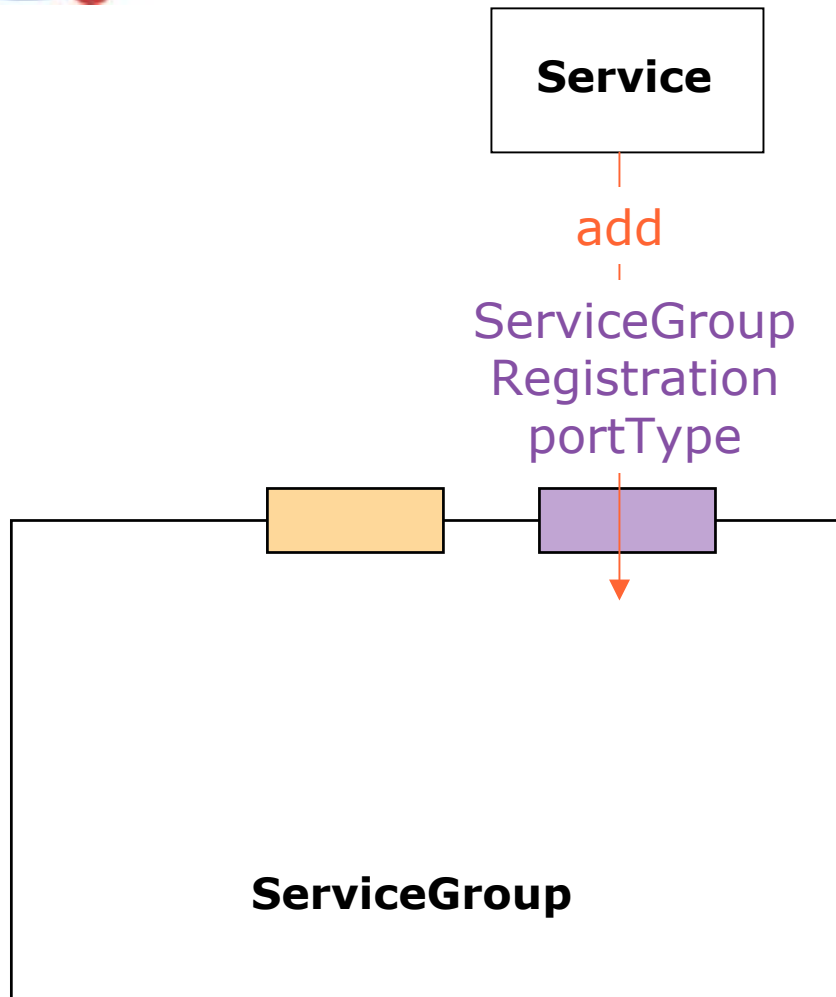 Service
add
ServiceGroup
Registration
portType
ServiceGroup